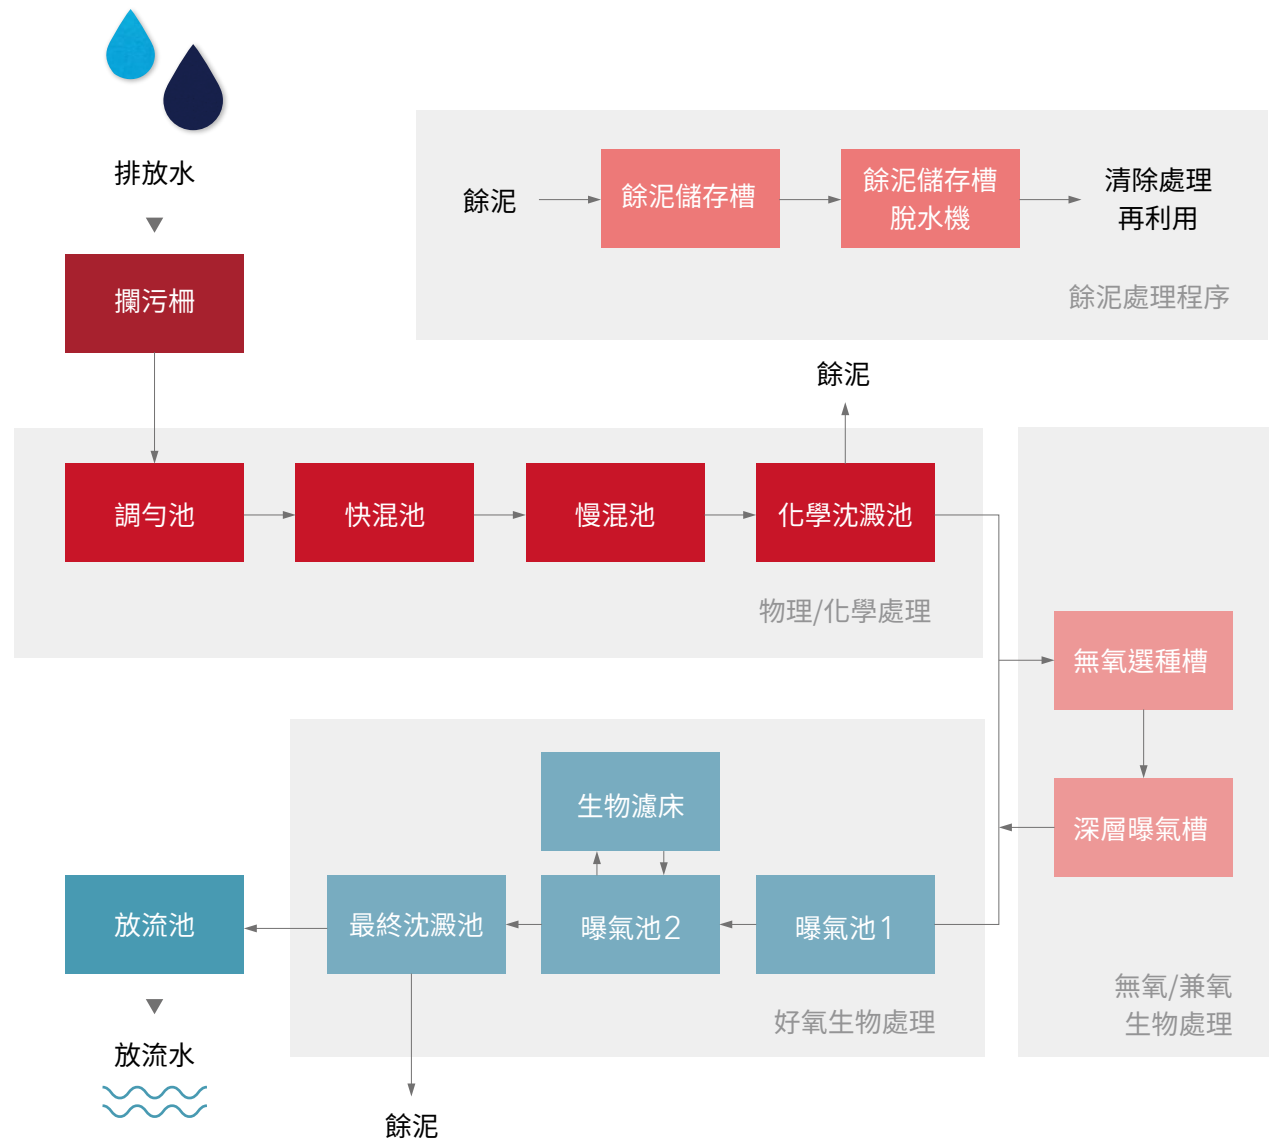 排放水
攔污柵
餘泥
餘泥儲存槽
餘泥儲存槽
脫水機
清除處理
再利用
餘泥處理程序
餘泥
調勻池
快混池
慢混池
化學沈澱池
物理/化學處理
無氧選種槽
深層曝氣槽
無氧/兼氧
生物處理
生物濾床
曝氣池1
曝氣池2
最終沈澱池
好氧生物處理
餘泥
放流池
放流水